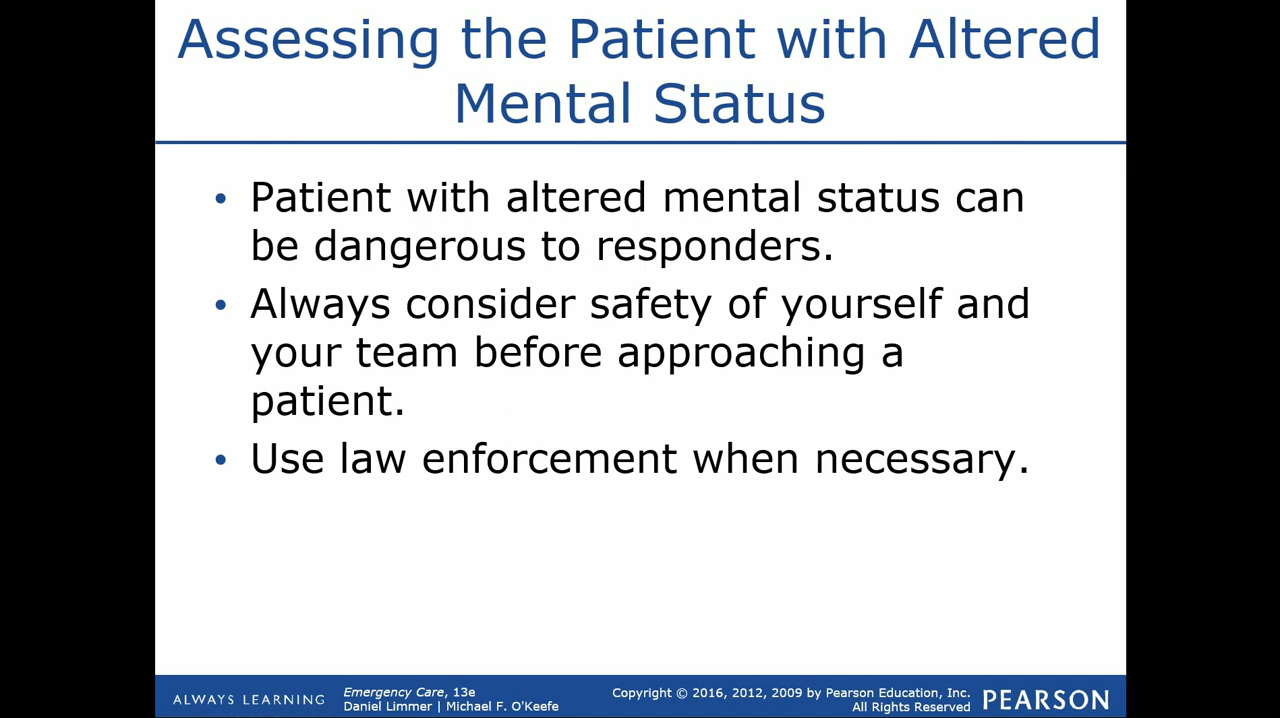 Assessing the Patient with Altered
Mental Status
• Patient with altered mental status can
be dangerous to responders.
• Always consider safety of yourself and
your team before approaching a
patient.
• Use law enforcement when necessary.
ALWAYS LEARNING
Emergency Care, 13e
Daniel Limmer | Michael F. O'Keefe
Copyright © 2016, 2012, 2009 by Pearson Education, Inc.
All Rights Reserved
PEARSON